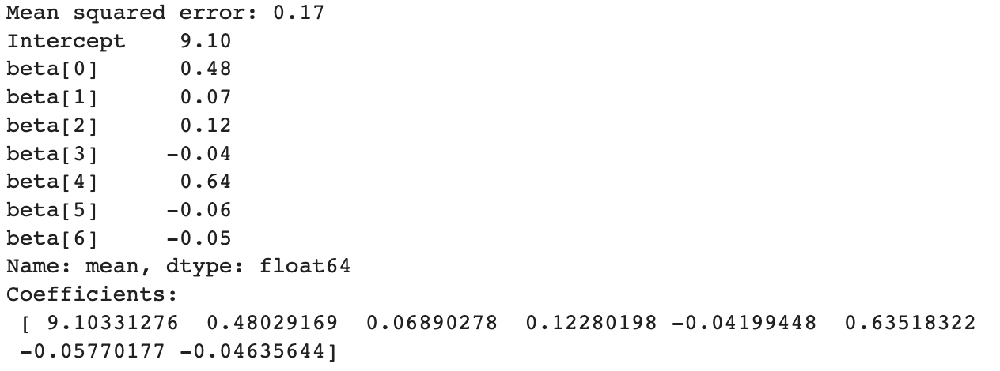 Mean squared error: 0.17
Intercept    9.10
beta[0]      0.48
beta[1]      0.07
beta[2]      0.12
beta[3]     -0.04
beta[4]      0.64
beta[5]     -0.06
beta[6]     -0.05
Name: mean, dtype: float64
Coefficients:
 [ 9.10331276  0.48029169  0.06890278  0.12280198 -0.04199448  0.63518322
 -0.05770177 -0.04635644]